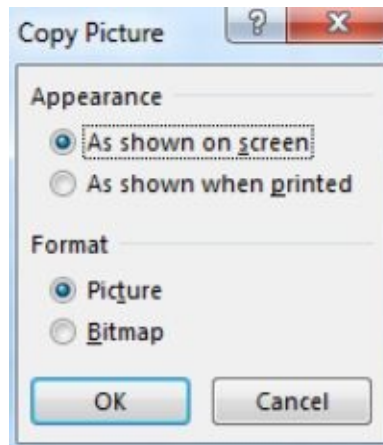 Copy Picture
Appearance
As shown on screen
As shown when printed
Format
Picture
Bitmap
OK Cancel